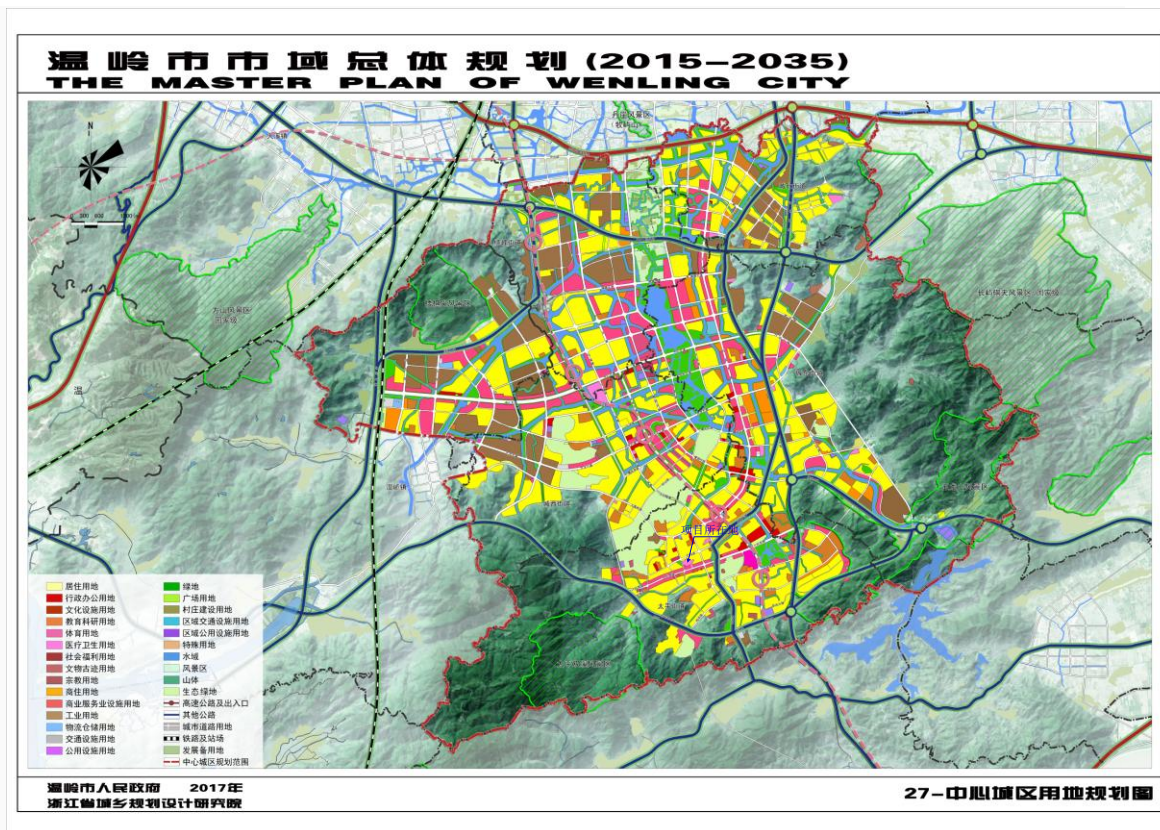 温岭市市域总体规划(2015-2035)
THE MASTER PLAN OF WENLING CITY
N
方山风景区
温
山
项目所在地
居住用地
行政办公用地
文化设施用地
教育科研用地
体育用地
医疗卫生用地
社会福利用地
文物古迹用地
宗教用地
商住用地
商业服务业设施用地
工业用地
物流仓储用地
交通设施用地
公用设施用地
绿地
广场用地
村庄建设用地
区域交通设施用地
区域公用设施用地
特殊用地
水域
风景区
山体
生态绿地
高速公路及出入口
其他公路
城市道路用地
铁路及站场
发展备用地
中心城区规划范围
温岭市人民政府 2017年
浙江省城乡规划设计研究院
27-中心城区用地规划图